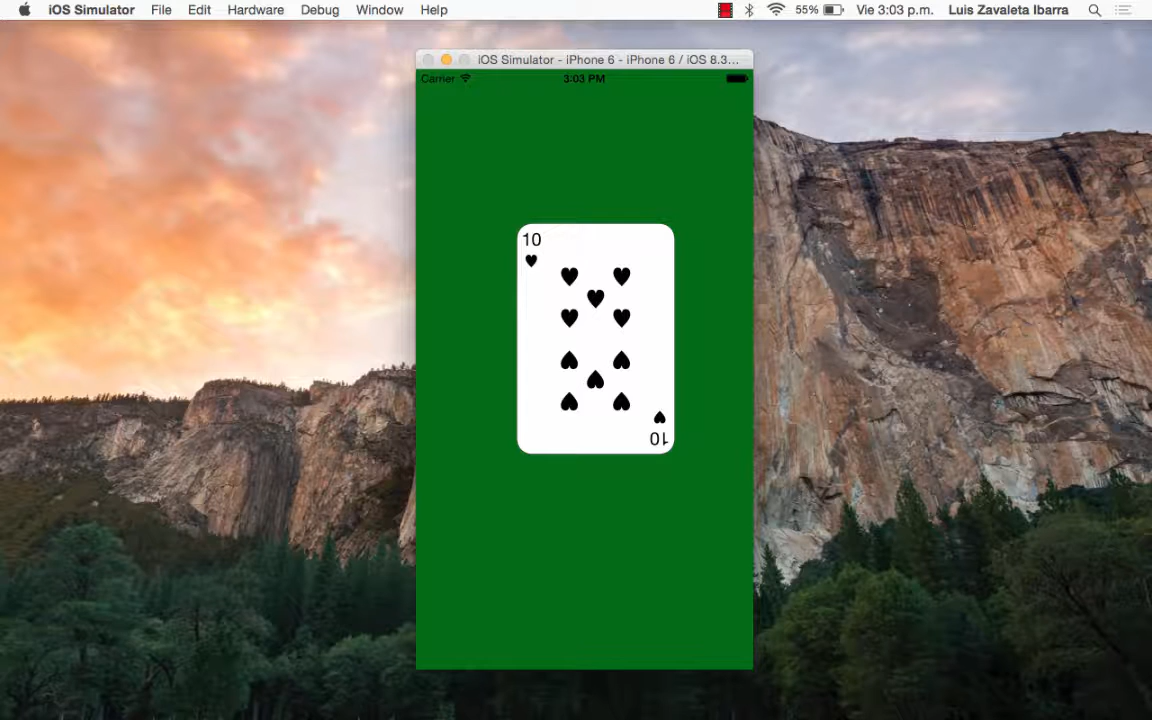 iOS Simulator File Edit Hardware Debug Window Help 55% Vie 3:03 p.m. Luis Zavaleta Ibarra
iOS Simulator - iPhone 6 - iPhone 6 / iOS 8.3...
Carrier 3:03 PM
10
10